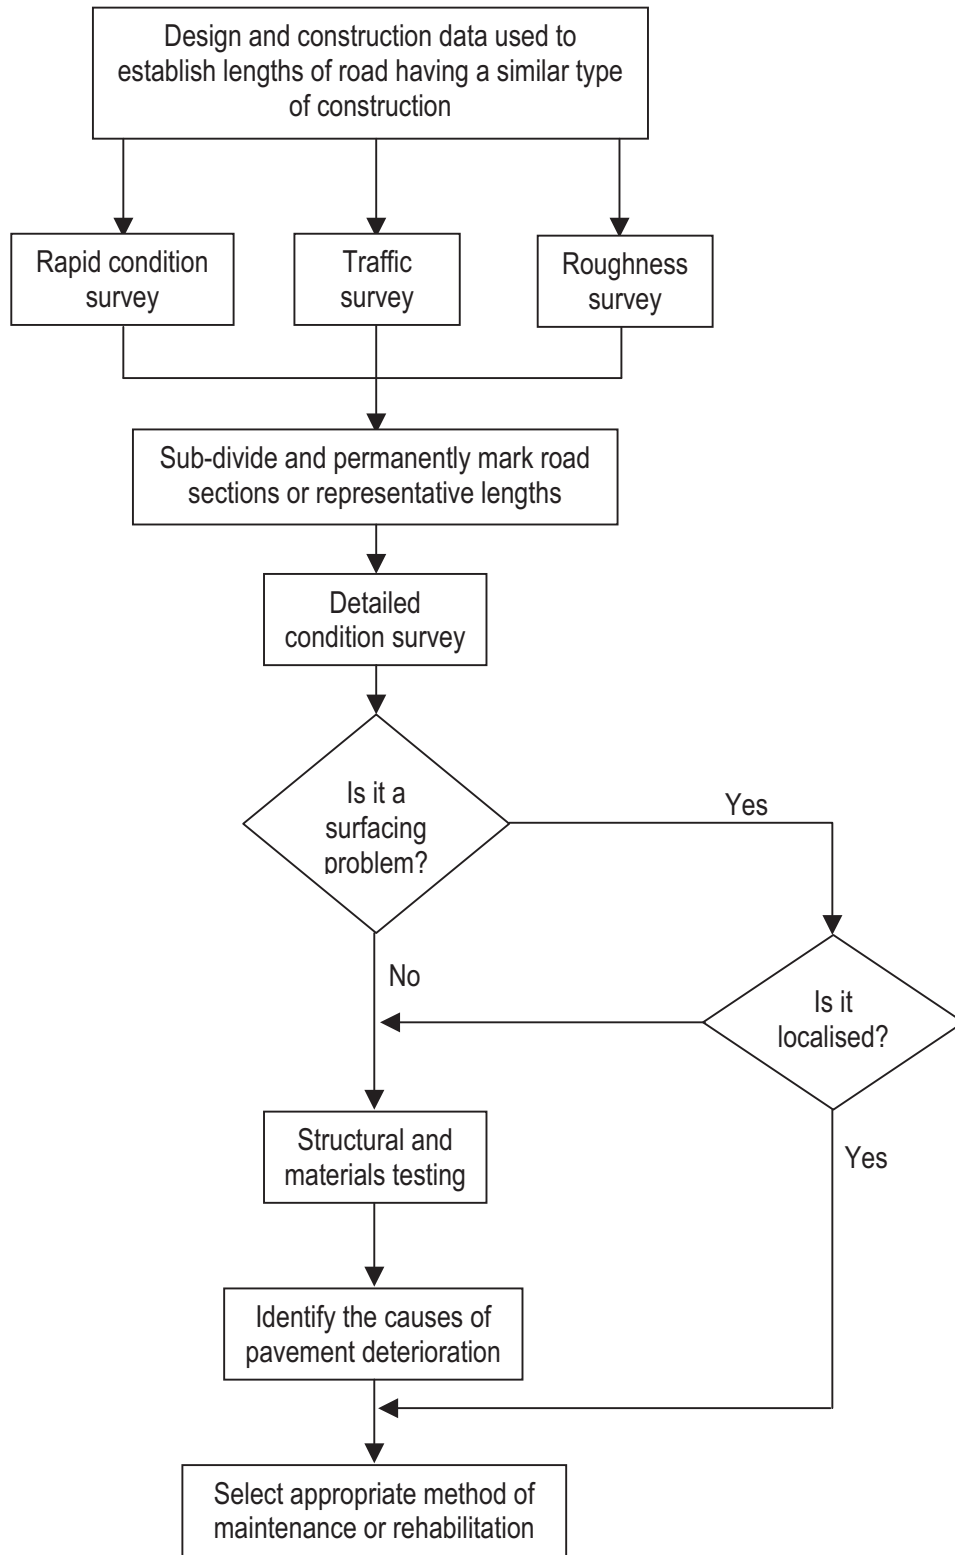 Design and construction data used to
establish lengths of road having a similar type
of construction
Rapid condition
survey
Traffic
survey
Roughness
survey
Sub-divide and permanently mark road
sections or representative lengths
Detailed
condition survey
Is it a
surfacing
problem?
Yes
No
Is it
localised?
Yes
Structural and
materials testing
Identify the causes of
pavement deterioration
Select appropriate method of
maintenance or rehabilitation